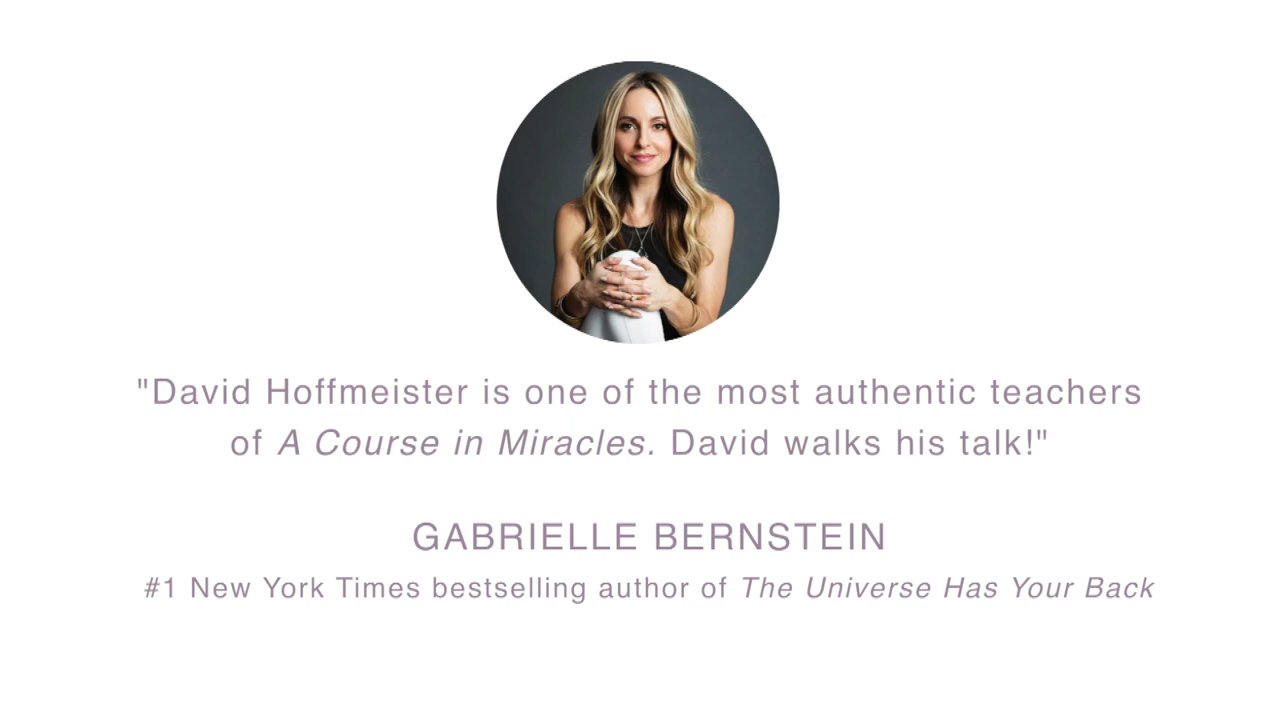 "David Hoffmeister is one of the most authentic teachers
of A Course in Miracles. David walks his talk!"
GABRIELLE BERNSTEIN
#1 New York Times bestselling author of The Universe Has Your Back